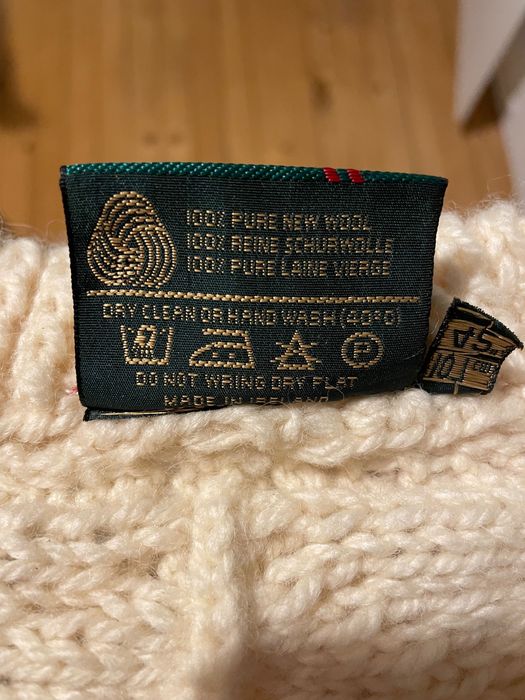 100% PURE NEW WOOL
100% REINE SCHURWOLLE
100% PURE LAINE VIERGE
DRY CLEAN OR HAND WASH (40°C)
P
DO NOT WRING DRY FLAT
MADE IN IRELAND